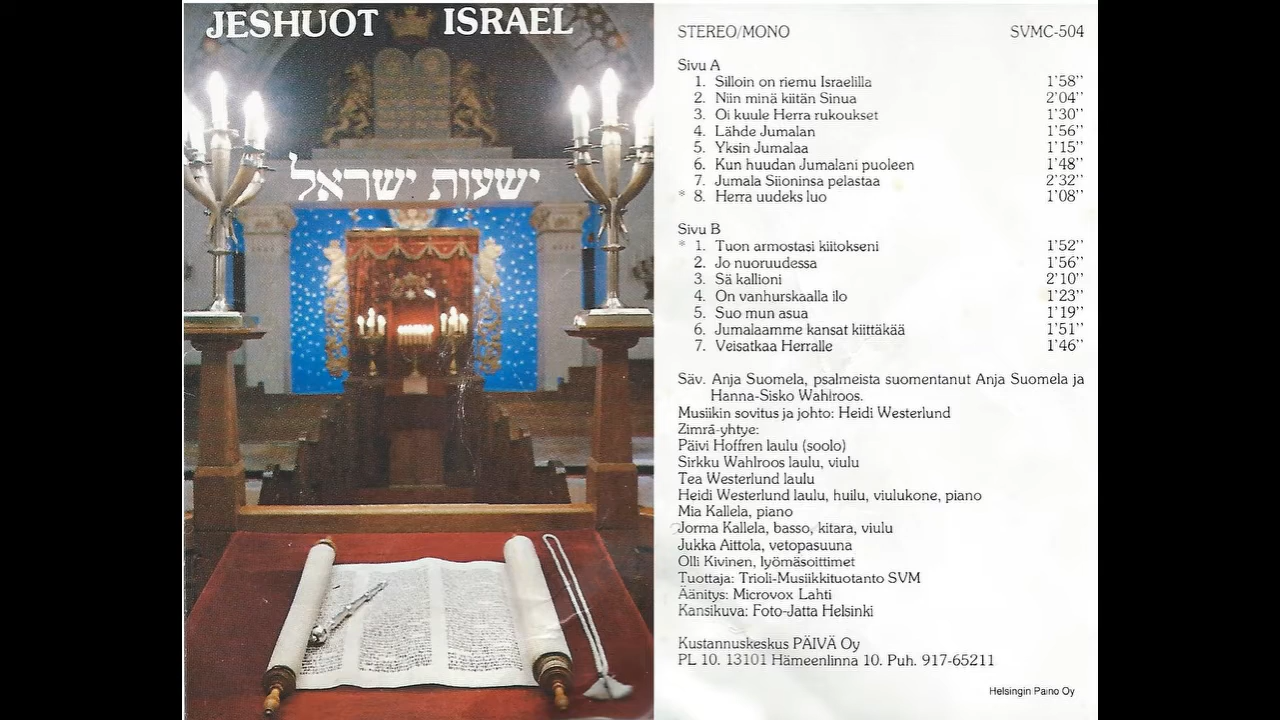 JESHUOT ISRAEL
ישעות ישראל
STEREO/MONO SVMC-504
Sivu A
1. Silloin on riemu Israelilla 1'58''
2. Niin minä kiitän Sinua 2'04''
3. Oi kuule Herra rukoukset 1'30''
4. Lähde Jumalan 1'56''
5. Yksin Jumalaa 1'15''
6. Kun huudan Jumalani puoleen 1'48''
7. Jumala Siioninsa pelastaa 2'32''
* 8. Herra uudeks luo 1'08''
Sivu B
* 1. Tuon armostasi kiitokseni 1'52''
2. Jo nuoruudessa 1'56''
3. Sä kallioni 2'10''
4. On vanhurskaalla ilo 1'23''
5. Suo mun asua 1'19''
6. Jumalaamme kansat kiittäkää 1'51''
7. Veisatkaa Herralle 1'46''
Säv. Anja Suomela, psalmeista suomentanut Anja Suomela ja
Hanna-Sisko Wahlroos.
Musiikin sovitus ja johto: Heidi Westerlund
Zimrá-yhtye:
Päivi Hoffren laulu (soolo)
Sirkku Wahlroos laulu, viulu
Tea Westerlund laulu
Heidi Westerlund laulu, huilu, viulukone, piano
Mia Kallela, piano
Jorma Kallela, basso, kitara, viulu
Jukka Aittola, vetopasuuna
Olli Kivinen, lyömäsoittimet
Tuottaja: Trioli-Musiikkituotanto SVM
Äänitys: Microvox Lahti
Kansikuva: Foto-Jatta Helsinki
Kustannuskeskus PÄIVÄ Oy
PL 10. 13101 Hämeenlinna 10. Puh. 917-65211
Helsingin Paino Oy